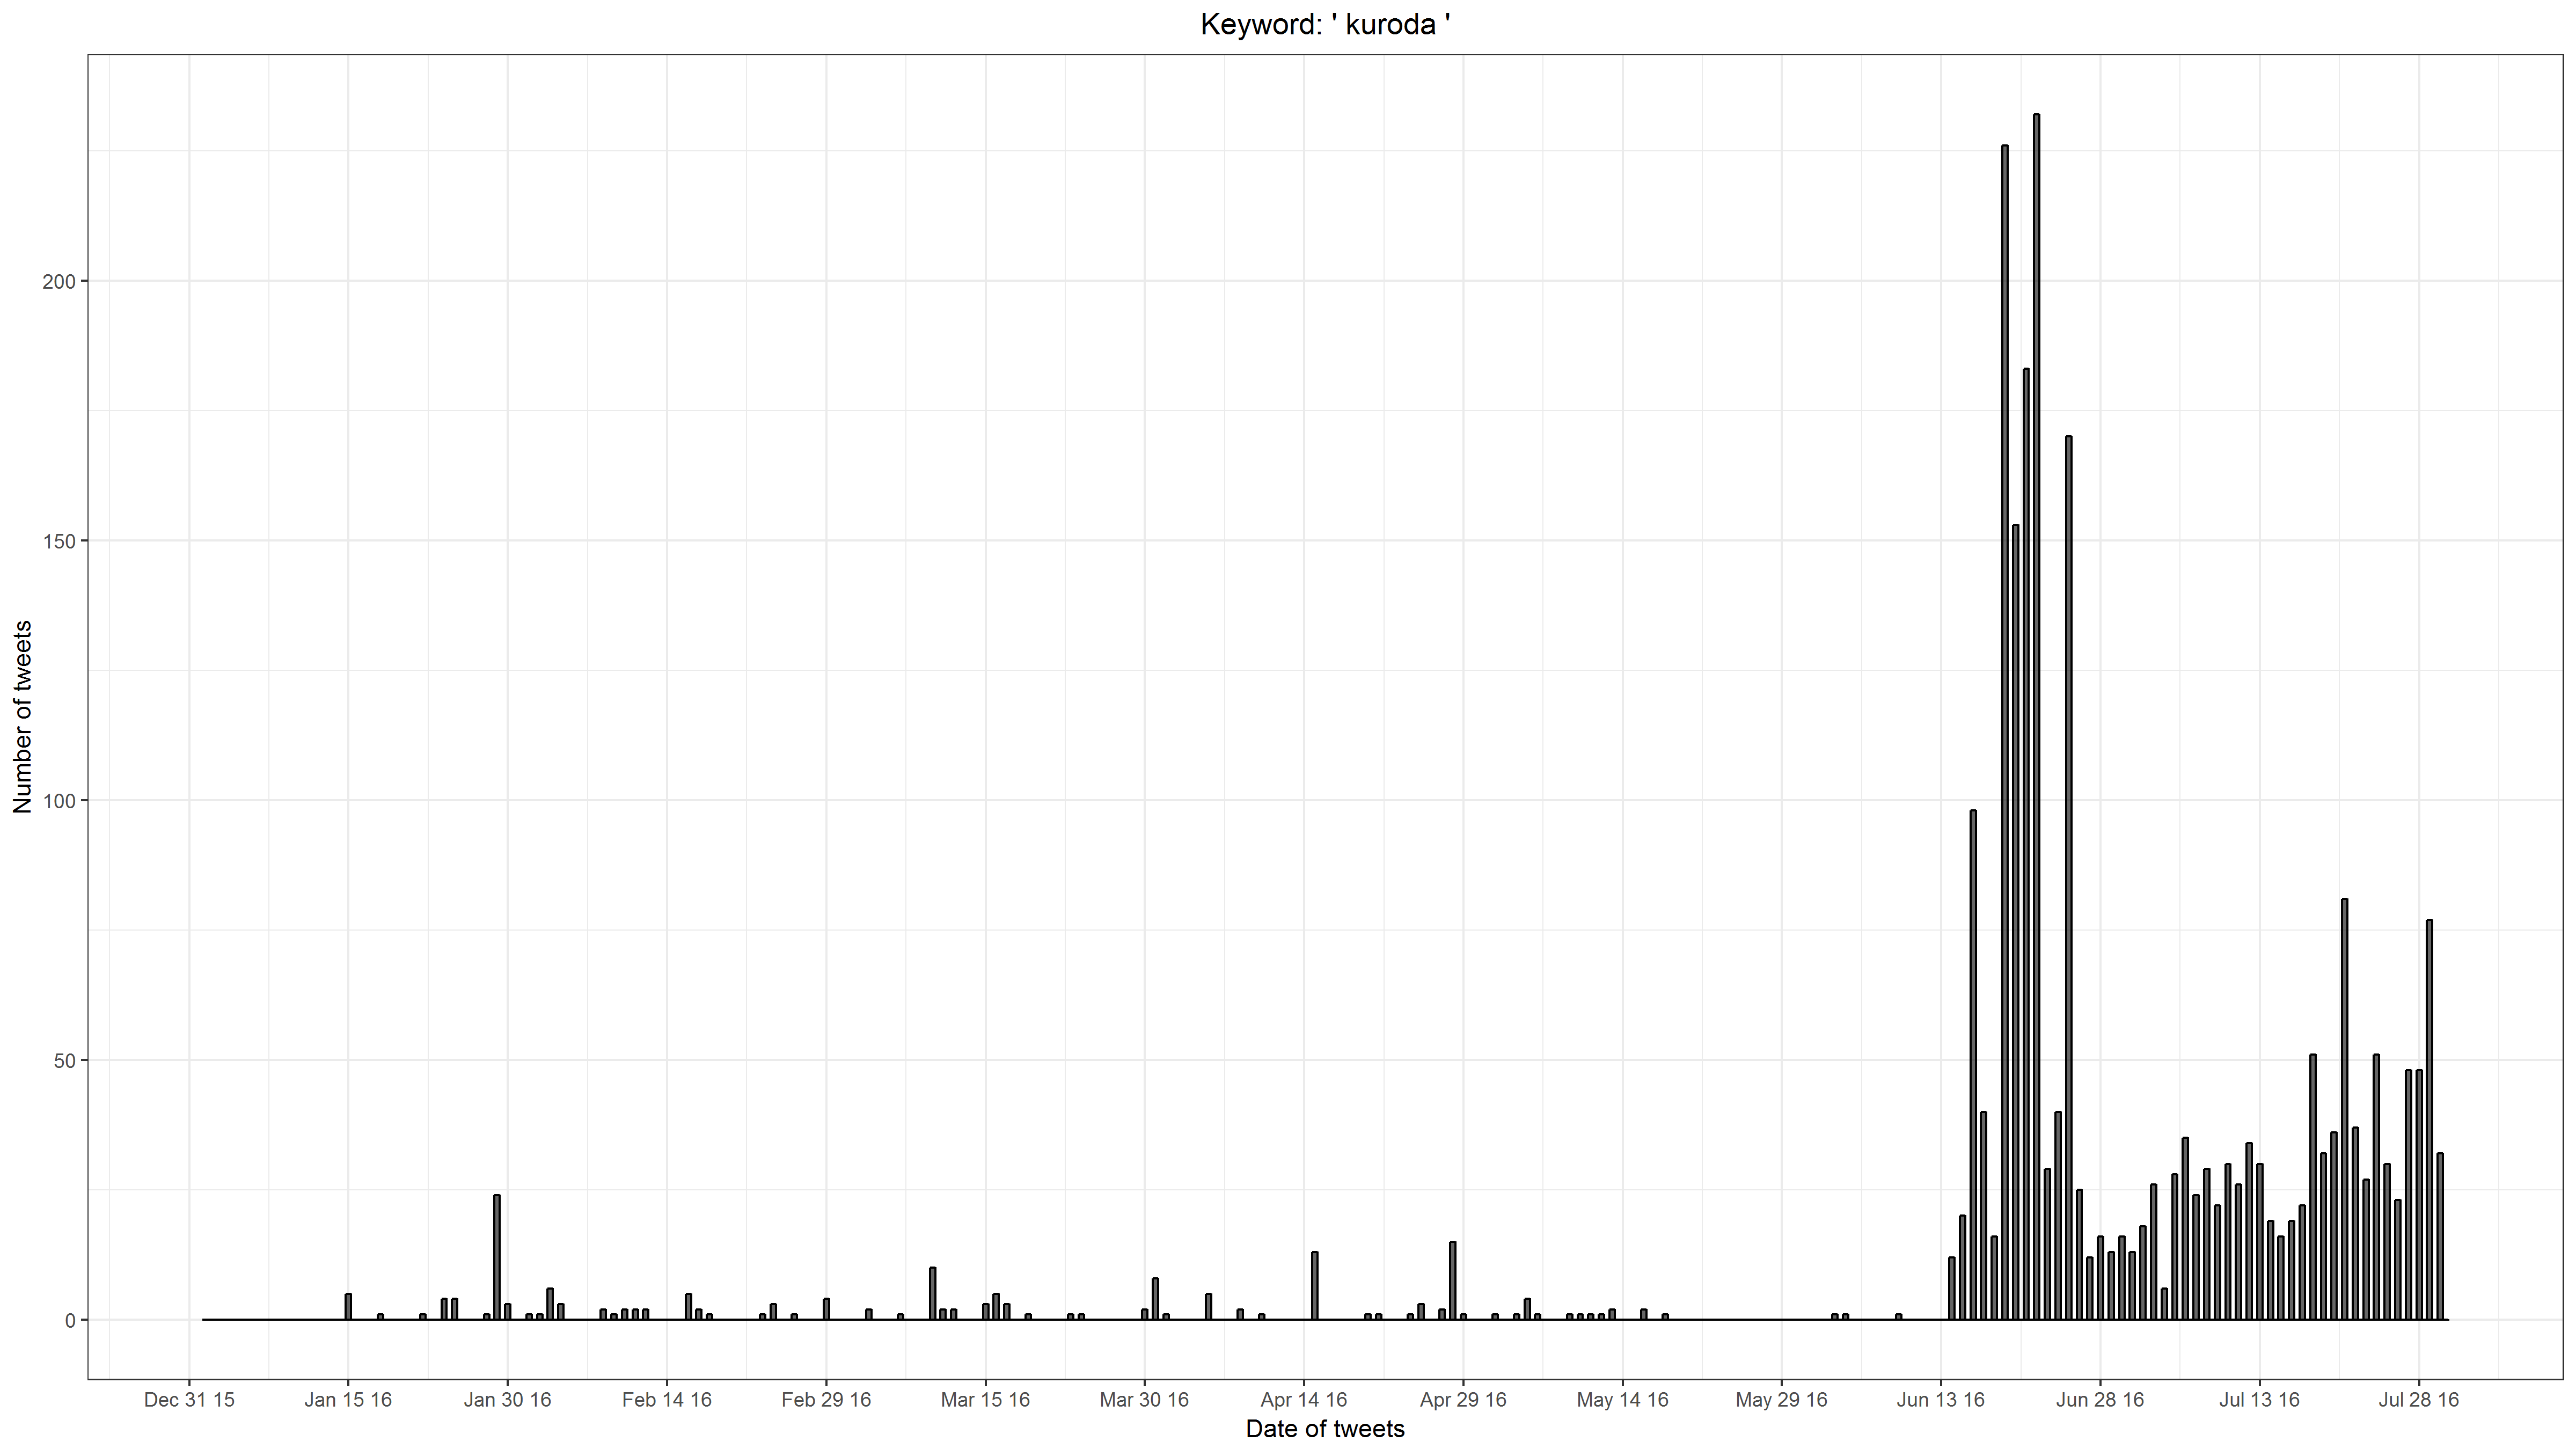 Keyword: ' kuroda '
Number of tweets
200
150
100
50
0
Dec 31 15 Jan 15 16 Jan 30 16 Feb 14 16 Feb 29 16 Mar 15 16 Mar 30 16 Apr 14 16 Apr 29 16 May 14 16 May 29 16 Jun 13 16 Jun 28 16 Jul 13 16 Jul 28 16
Date of tweets